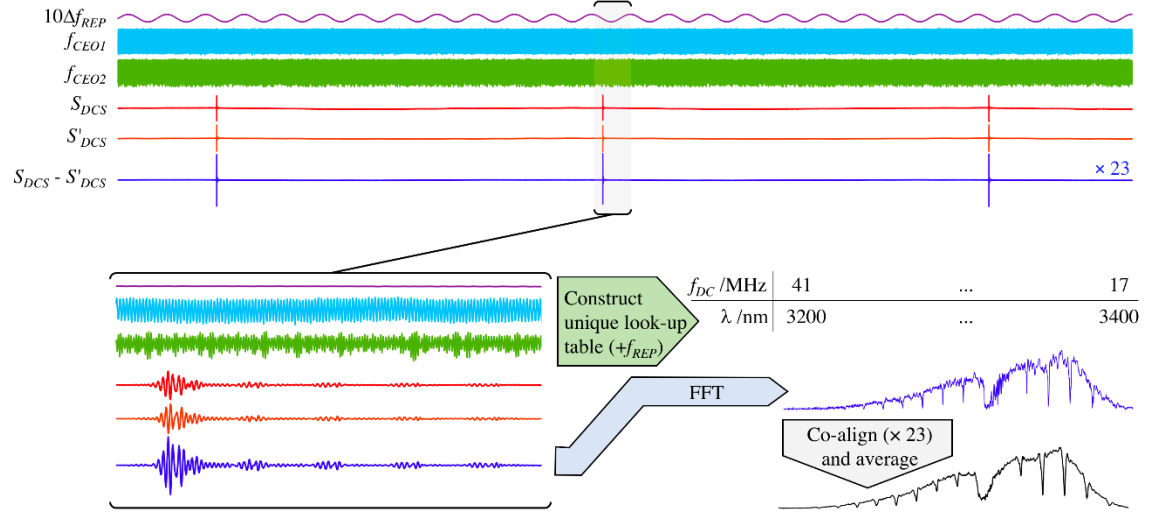 10Δf_REP
f_CEO1
f_CEO2
S_DCS
S'_DCS
S_DCS - S'_DCS
× 23
Construct
unique look-up
table (+f_REP)
f_DC /MHz 41 ... 17
λ /nm 3200 ... 3400
FFT
Co-align (× 23)
and average